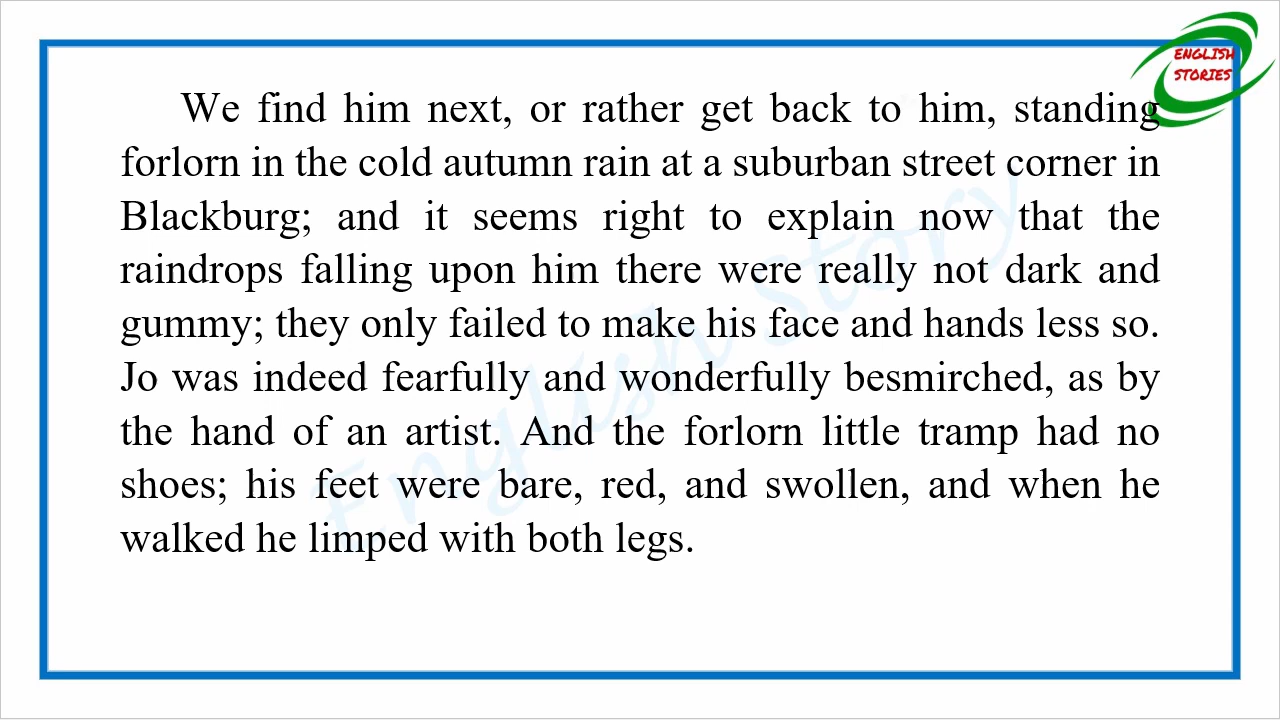 ENGLISH
STORIES
We find him next, or rather get back to him, standing
forlorn in the cold autumn rain at a suburban street corner in
Blackburg; and it seems right to explain now that the
raindrops falling upon him there were really not dark and
gummy; they only failed to make his face and hands less so.
Jo was indeed fearfully and wonderfully besmirched, as by
the hand of an artist. And the forlorn little tramp had no
shoes; his feet were bare, red, and swollen, and when he
walked he limped with both legs.
English Story